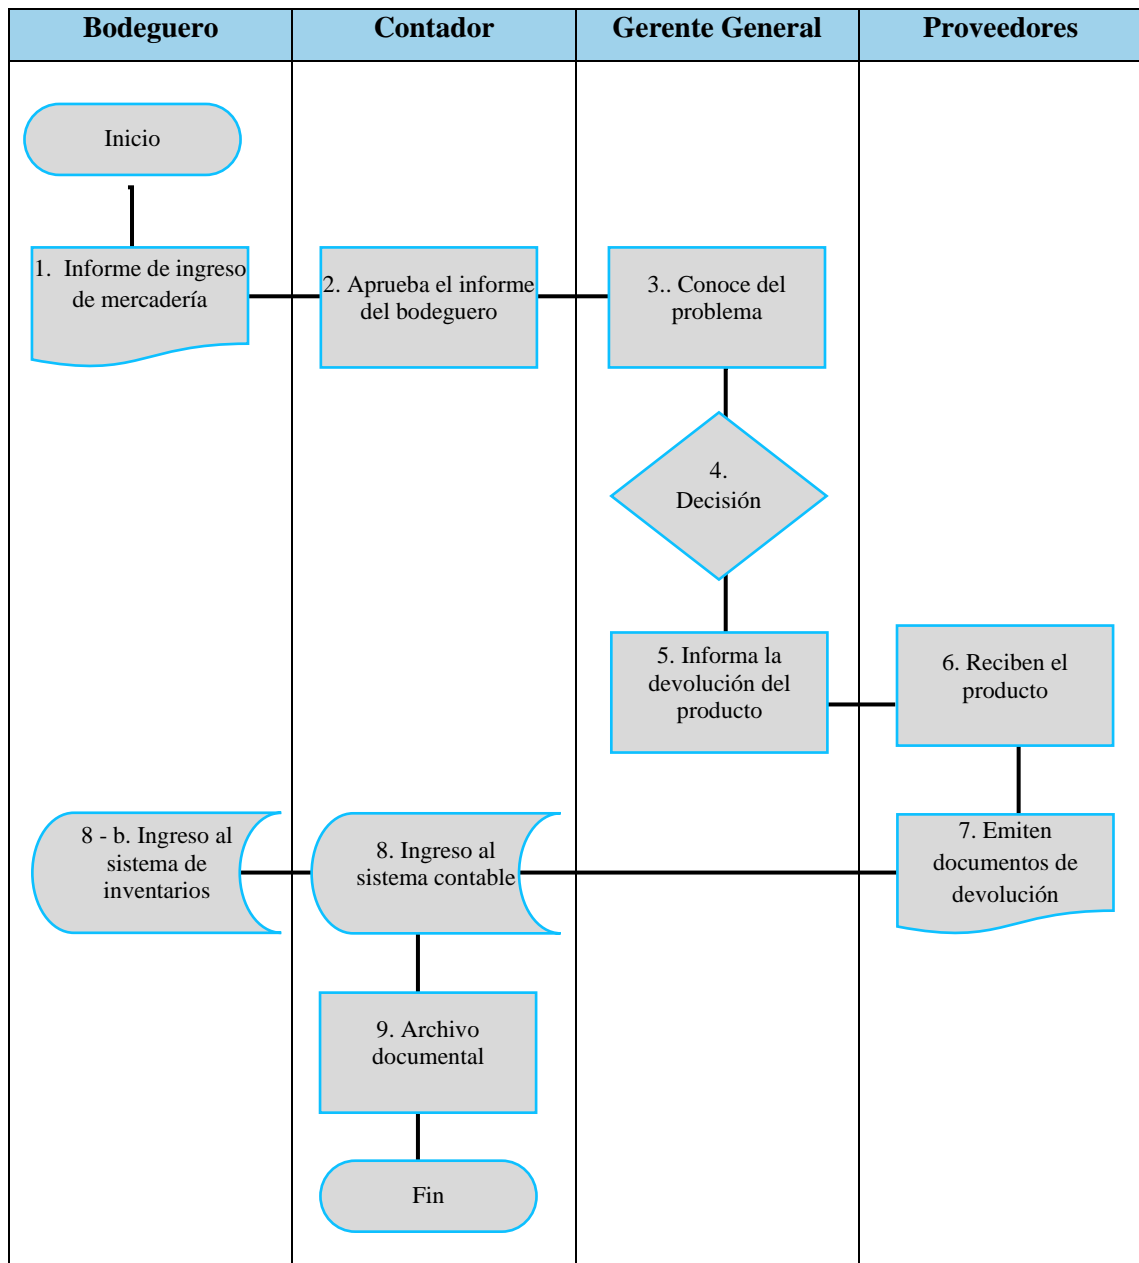 Bodeguero
Contador
Gerente General
Proveedores
Inicio
1. Informe de ingreso
de mercadería
2. Aprueba el informe
del bodeguero
3.. Conoce del
problema
4.
Decisión
5. Informa la
devolución del
producto
6. Reciben el
producto
7. Emiten
documentos de
devolución
8. Ingreso al
sistema contable
8 - b. Ingreso al
sistema de
inventarios
9. Archivo
documental
Fin